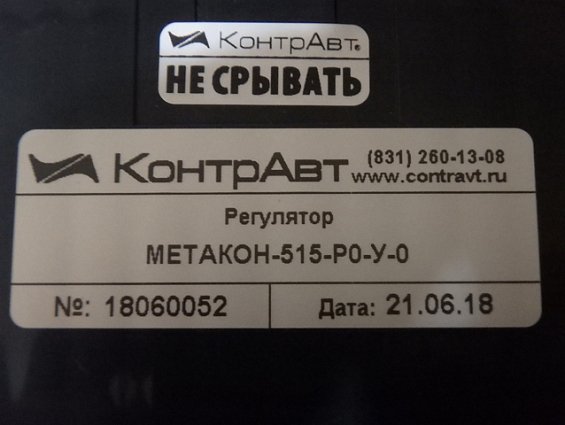 КонтрАвт®
НЕ СРЫВАТЬ
КонтрАвт (831) 260-13-08
www.contravt.ru
Регулятор
МЕТАКОН-515-Р0-У-0
№: 18060052 Дата: 21.06.18